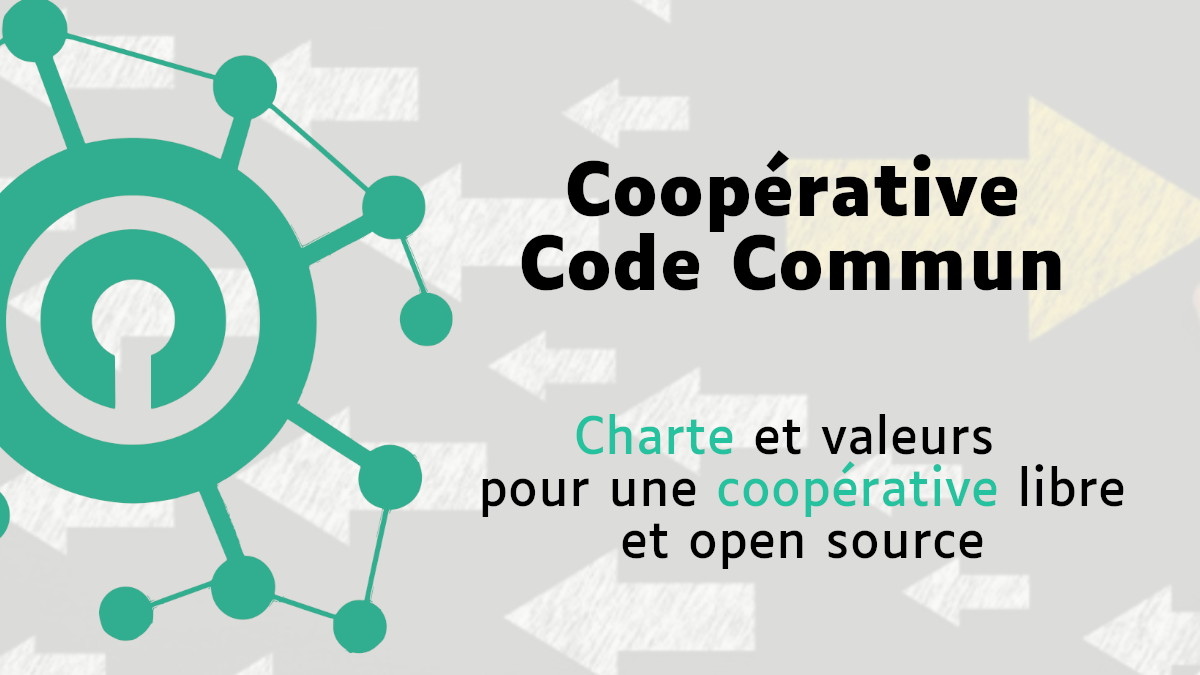 Coopérative
Code Commun
Charte et valeurs
pour une coopérative libre
et open source